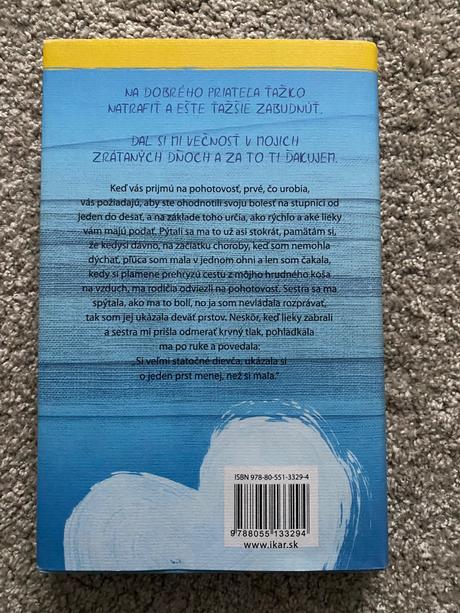 NA DOBRÉHO PRIATEĽA ŤAŽKO
NATRAFIŤ A EŠTE ŤAŽŠIE ZABUDNÚŤ.
DAL SI MI VEČNOSŤ V MOJICH
ZRÁTANÝCH DŇOCH A ZA TO TI ĎAKUJEM.
Keď vás prijmú na pohotovosť, prvé, čo urobia,
vás požiadajú, aby ste ohodnotili svoju bolesť na stupnici od
jeden do desať, a na základe toho určia, ako rýchlo a aké lieky
vám majú podať. Pýtali sa ma to už asi stokrát, pamätám si,
že kedysi dávno, na začiatku choroby, keď som nemohla
dýchať, pľúca som mala v jednom ohni a len som čakala,
kedy si plamene prehryzú cestu z môjho hrudného koša
na vzduch, ma rodičia odviezli na pohotovosť. Sestra sa ma
spýtala, ako ma to bolí, no ja som nevládala rozprávať,
tak som jej ukázala deväť prstov. Neskôr, keď lieky zabrali
a sestra mi prišla odmerať krvný tlak, pohladkala
ma po ruke a povedala:
„Si veľmi statočné dievča, ukázala si
o jeden prst menej, než si mala."
ISBN 978-80-551-3329-4
9 788055 133294
www.ikar.sk